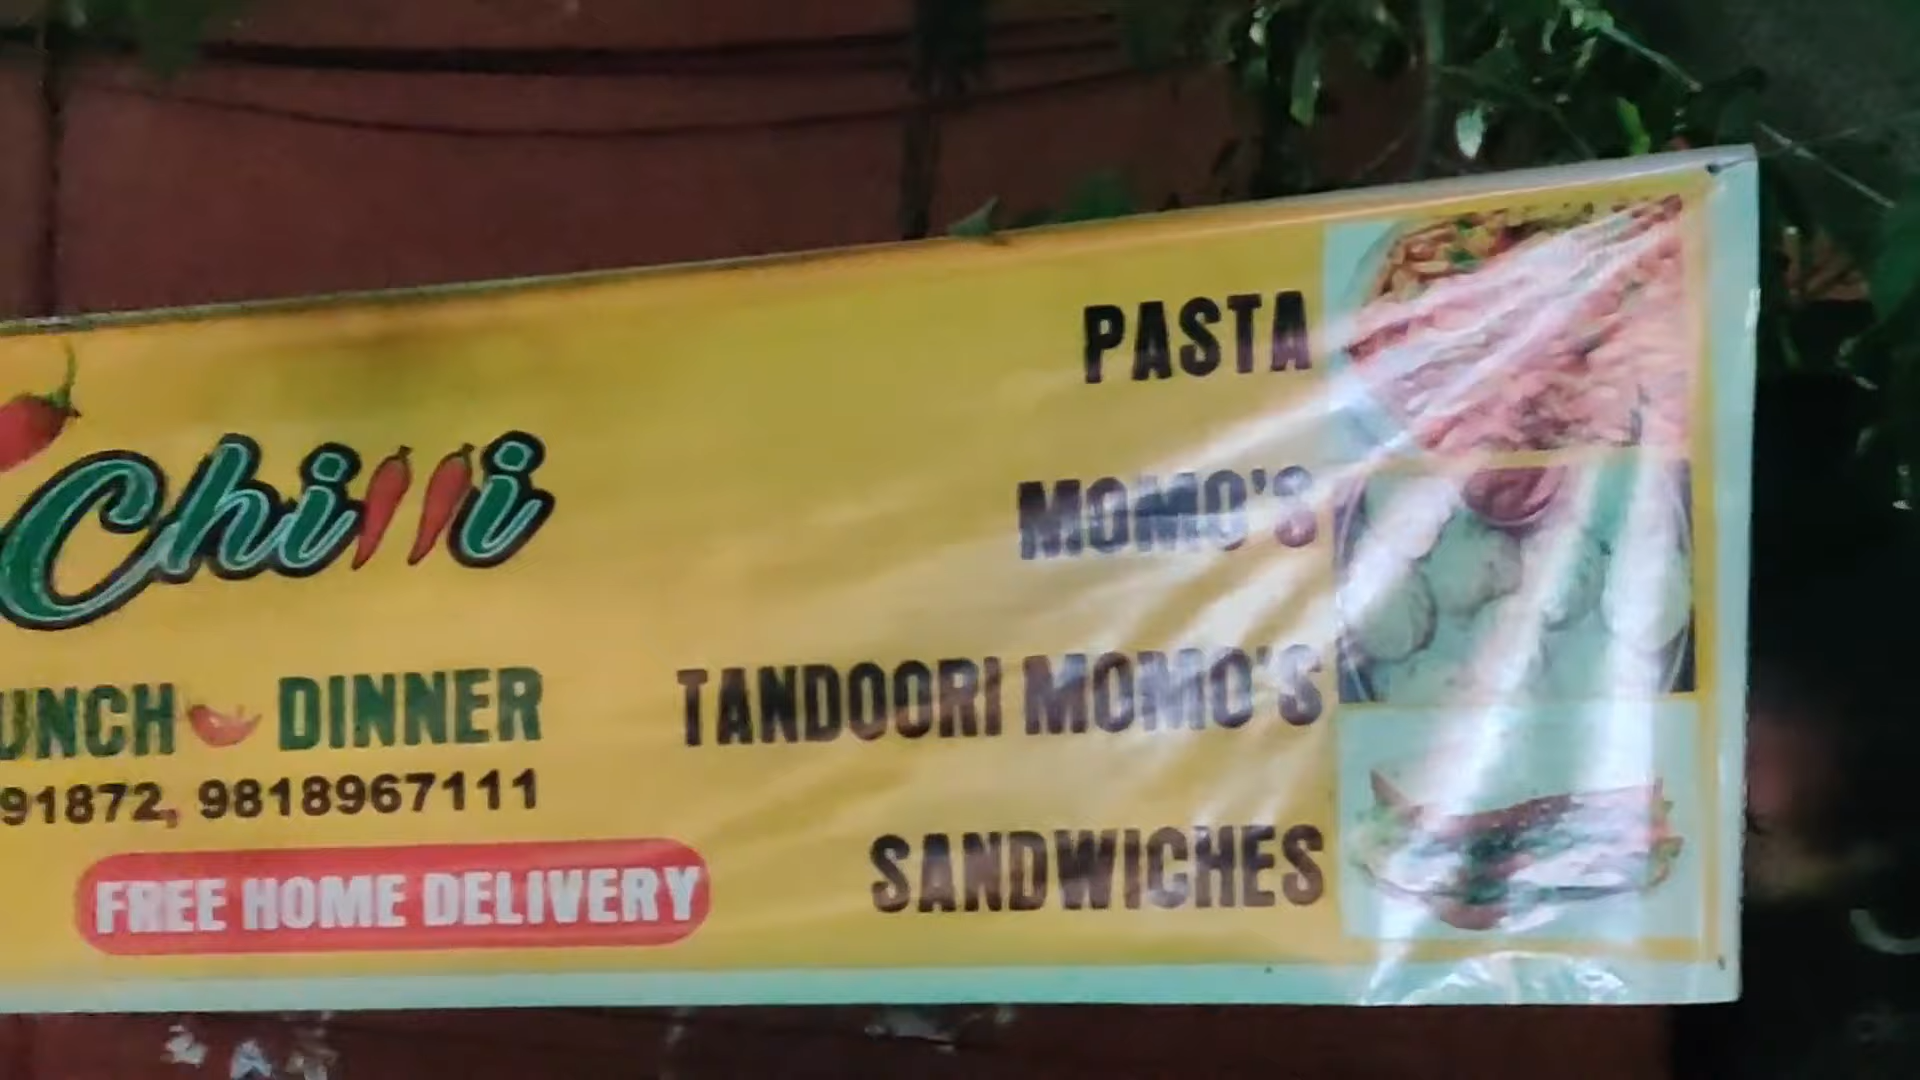 Chilli
UNCH DINNER
91872, 9818967111
FREE HOME DELIVERY
PASTA
MOMO'S
TANDOORI MOMO'S
SANDWICHES